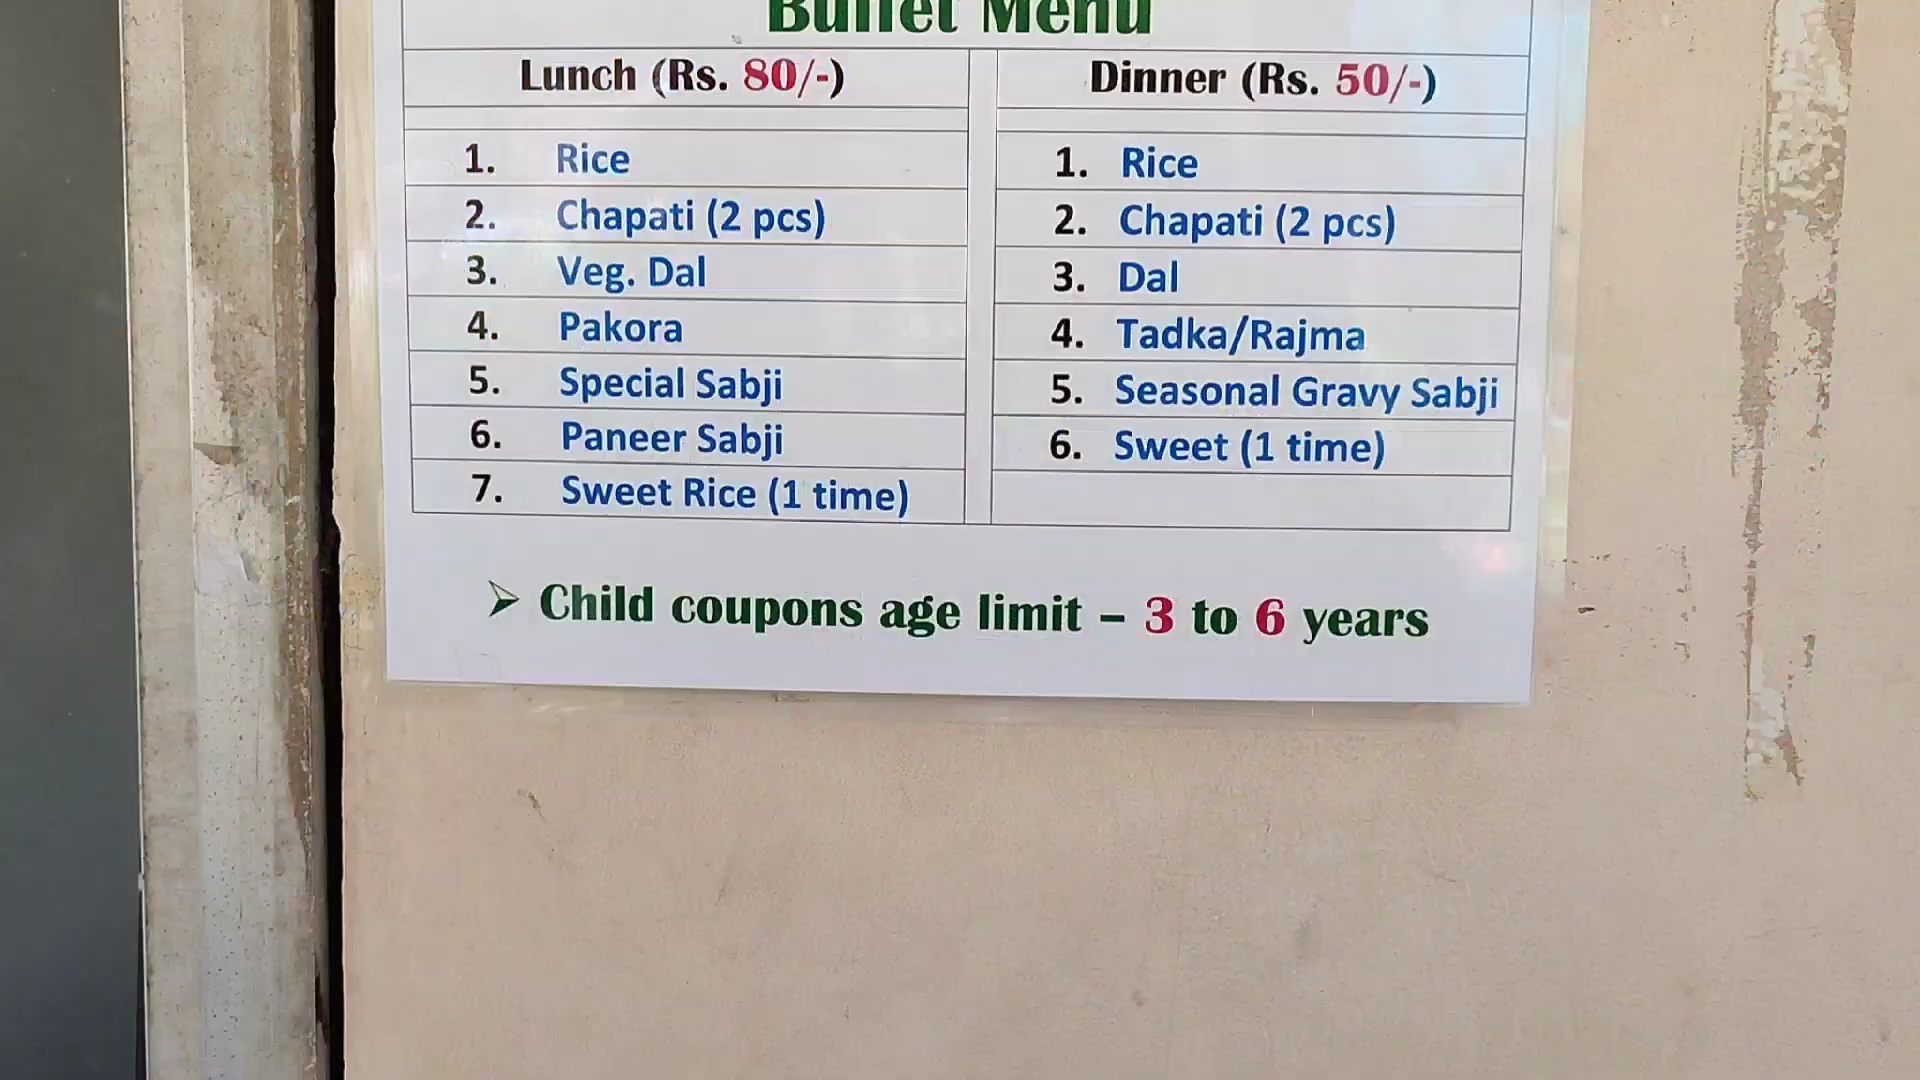 Buffet Menu
Lunch (Rs. 80/-)
1. Rice
2. Chapati (2 pcs)
3. Veg. Dal
4. Pakora
5. Special Sabji
6. Paneer Sabji
7. Sweet Rice (1 time)
Dinner (Rs. 50/-)
1. Rice
2. Chapati (2 pcs)
3. Dal
4. Tadka/Rajma
5. Seasonal Gravy Sabji
6. Sweet (1 time)
➢ Child coupons age limit – 3 to 6 years